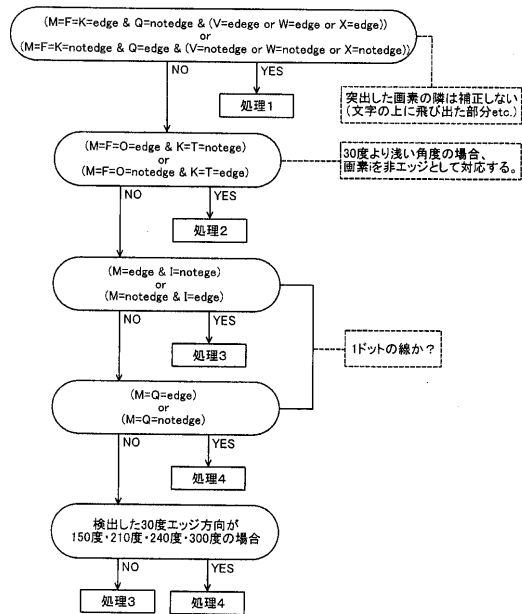 (M=F=K=edge & Q=notedge & (V=edege or W=edge or X=edge))
or
(M=F=K=notedge & Q=edge & (V=notedge or W=notedge or X=notedge))
NO
YES
処理1
突出した画素の隣は補正しない
(文字の上に飛び出た部分etc.)
(M=F=O=edge & K=T=notege)
or
(M=F=O=notedge & K=T=edge)
30度より浅い角度の場合、
画素iを非エッジとして対応する。
NO
YES
処理2
(M=edge & I=notege)
or
(M=notedge & I=edge)
NO
YES
処理3
1ドットの線か?
(M=Q=edge)
or
(M=Q=notedge)
NO
YES
処理4
検出した30度エッジ方向が
150度・210度・240度・300度の場合
NO
YES
処理3
処理4